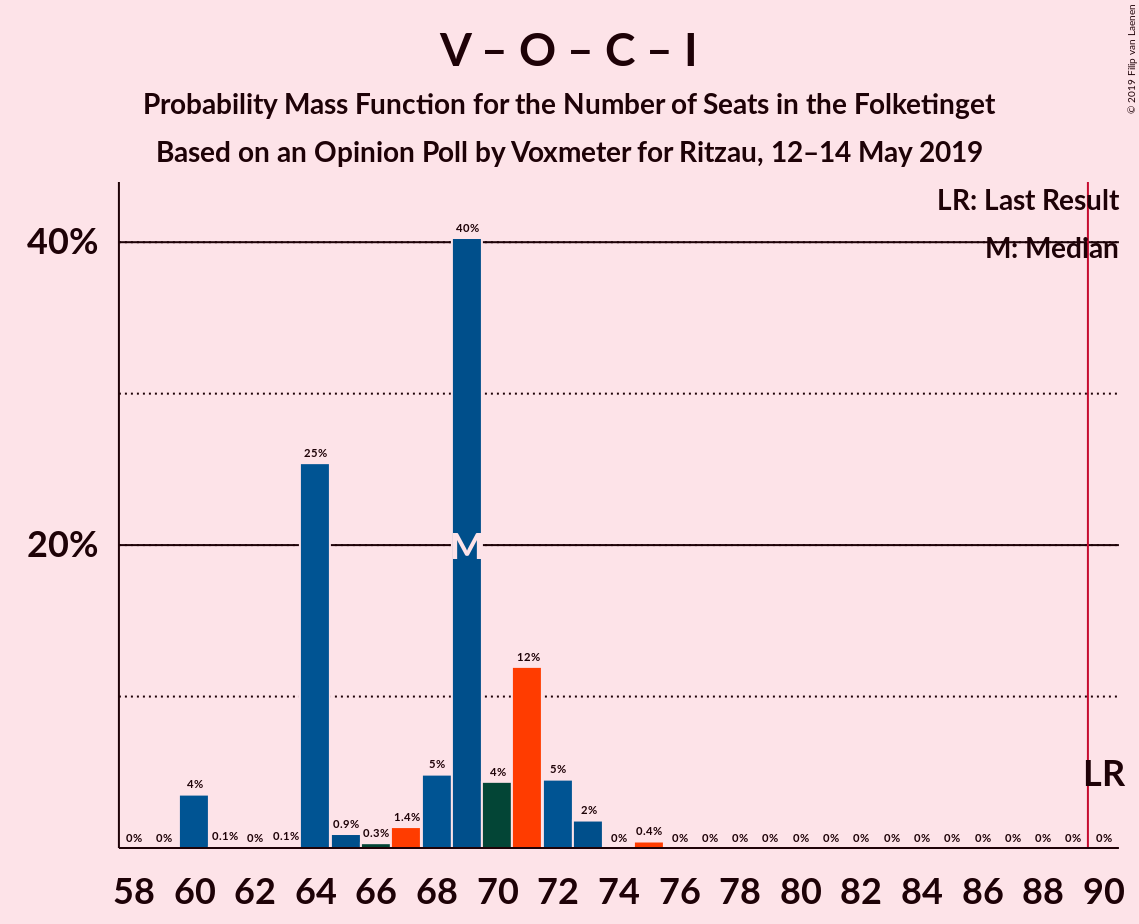 V – O – C – I
Probability Mass Function for the Number of Seats in the Folketinget
Based on an Opinion Poll by Voxmeter for Ritzau, 12–14 May 2019
© 2019 Filip van Laenen
LR: Last Result
M: Median
40%
20%
0% 0% 4% 0.1% 0% 0.1% 25% 0.9% 0.3% 1.4% 5% 40% 4% 12% 5% 2% 0% 0.4% 0% 0% 0% 0% 0% 0% 0% 0% 0% 0% 0% 0% 0% 0% 0%
M
LR
58 60 62 64 66 68 70 72 74 76 78 80 82 84 86 88 90